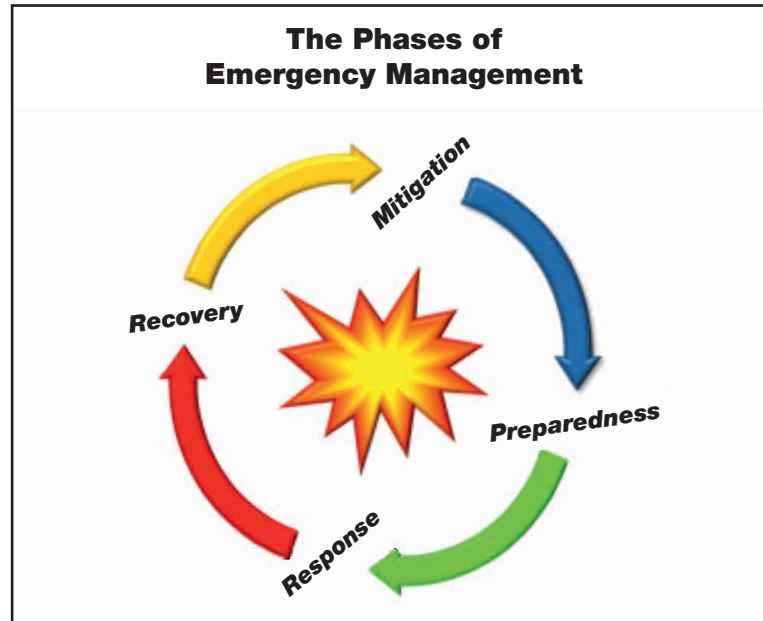 The Phases of
Emergency Management
Mitigation
Recovery
Preparedness
Response